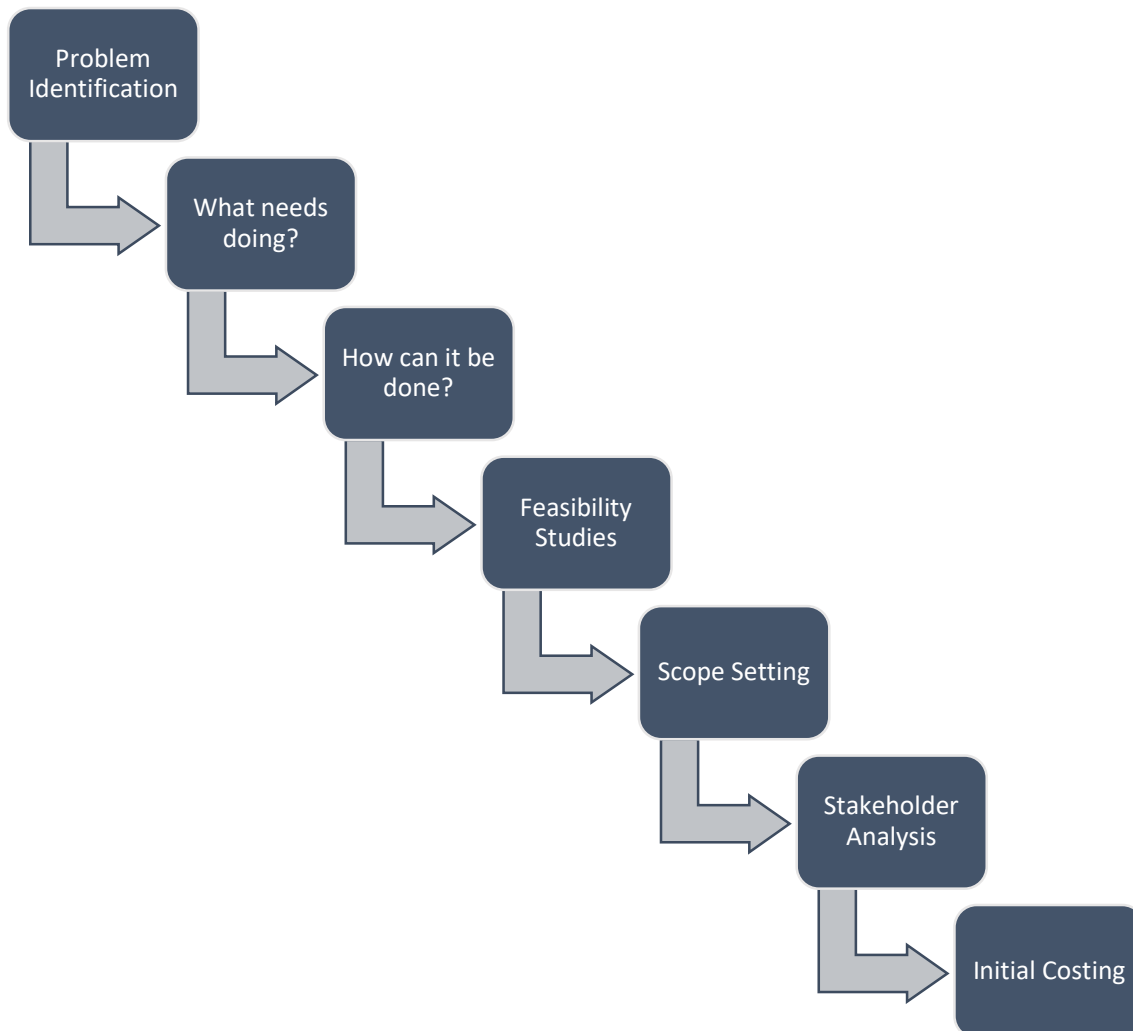 Problem
Identification
What needs
doing?
How can it be
done?
Feasibility
Studies
Scope Setting
Stakeholder
Analysis
Initial Costing